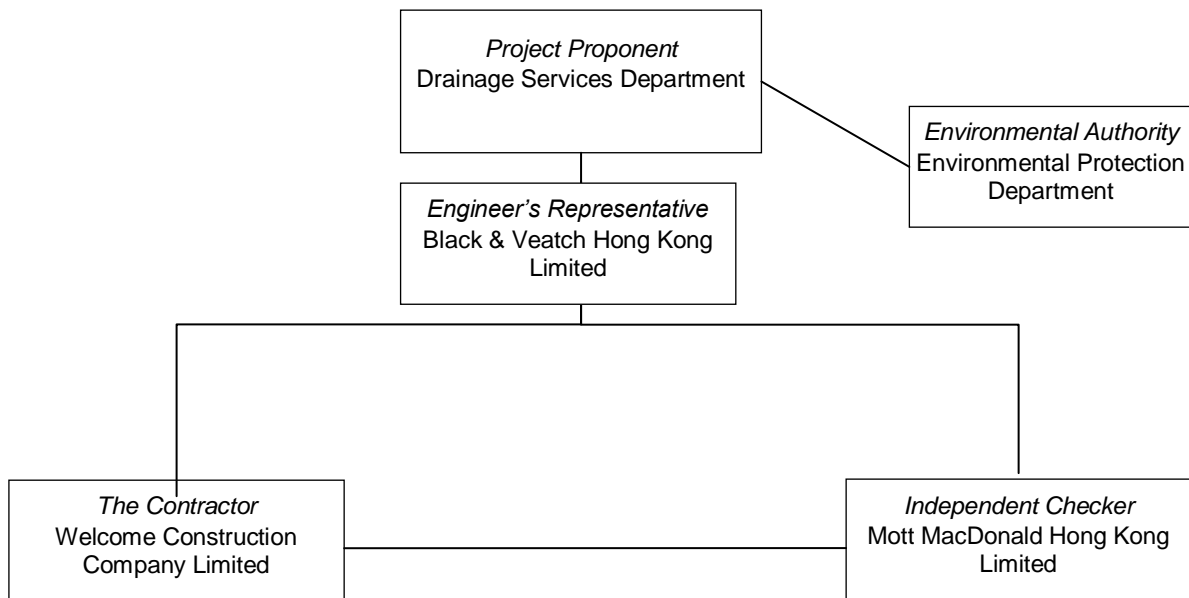 Project Proponent
Drainage Services Department
Environmental Authority
Environmental Protection
Department
Engineer’s Representative
Black & Veatch Hong Kong
Limited
The Contractor
Welcome Construction
Company Limited
Independent Checker
Mott MacDonald Hong Kong
Limited